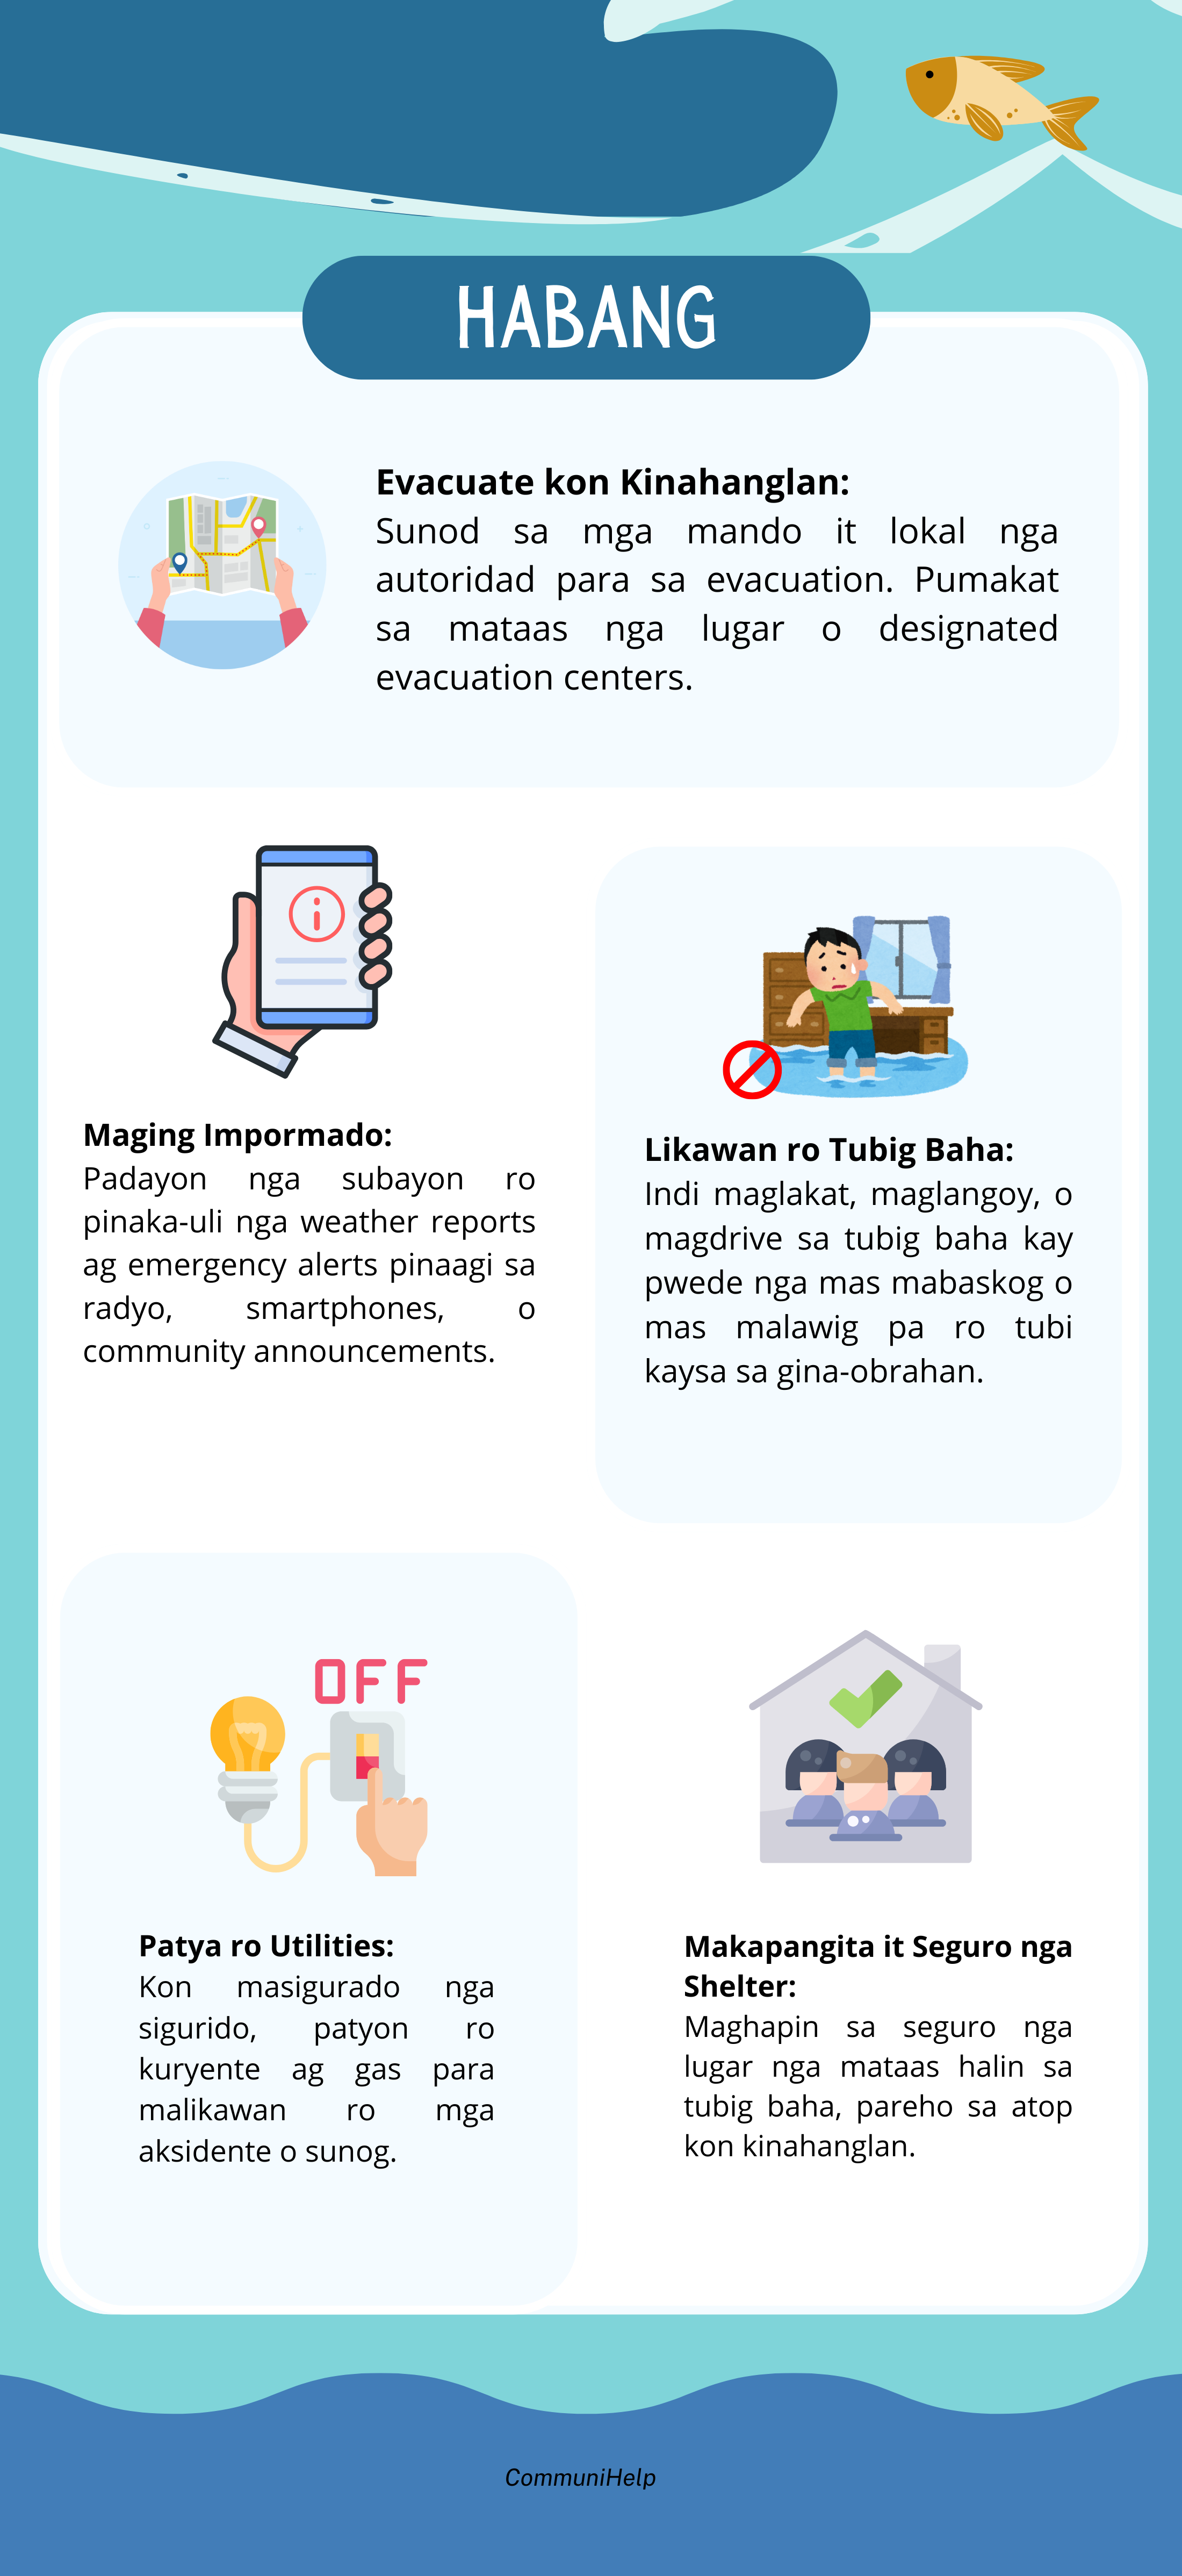 HABANG
Evacuate kon Kinahanglan:
Sunod sa mga mando it lokal nga
autoridad para sa evacuation. Pumakat
sa mataas nga lugar o designated
evacuation centers.
Maging Impormado:
Padayon nga subayon ro
pinaka-uli nga weather reports
ag emergency alerts pinaagi sa
radyo, smartphones, o
community announcements.
Likawan ro Tubig Baha:
Indi maglakat, maglangoy, o
magdrive sa tubig baha kay
pwede nga mas mabaskog o
mas malawig pa ro tubi
kaysa sa gina-obrahan.
OFF
Patya ro Utilities:
Kon masigurado nga
sigurido, patyon ro
kuryente ag gas para
malikawan ro mga
aksidente o sunog.
Makapangita it Seguro nga
Shelter:
Maghapin sa seguro nga
lugar nga mataas halin sa
tubig baha, pareho sa atop
kon kinahanglan.
CommuniHelp